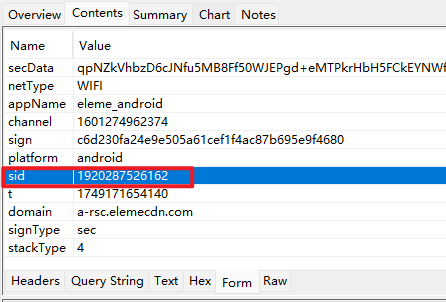 Overview Contents Summary Chart Notes
Name Value
secData qpNZkVhbzD6cJNfu5MB8Ff50WJEPgd+eMTPkrHbH5FCkEYNWf
netType WIFI
appName eleme_android
channel 1601274962374
sign c6d230fa24e9e505a61cef1f4ac87b695e9f4680
platform android
sid 1920287526162
t 1749171654140
domain a-rsc.elemecdn.com
signType sec
stackType 4
Headers Query String Text Hex Form Raw